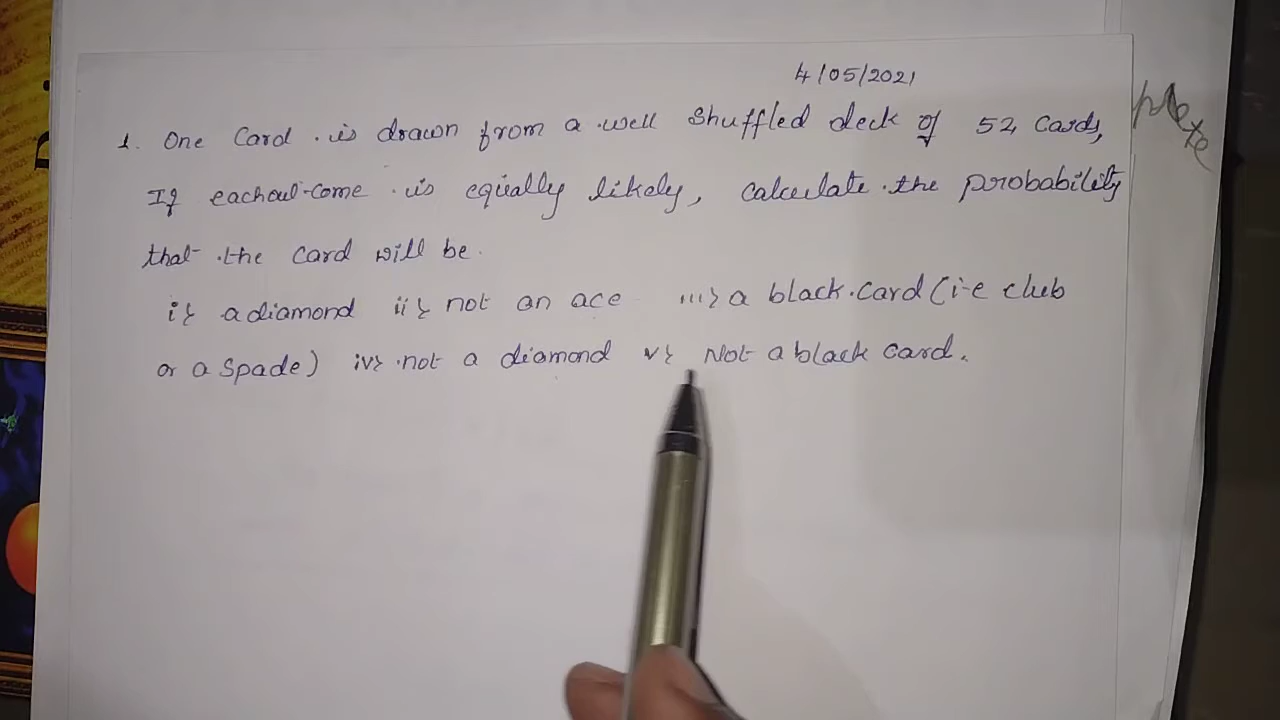 4/05/2021
1. One Card is drawn from a well Shuffled deck of 52 Cards,
If each out-come is equally likely, calculate the probability
that the card will be.
i} a diamond ii} not an ace iii} a black card (i-e club
or a Spade) iv} not a diamond v} Not a black card.